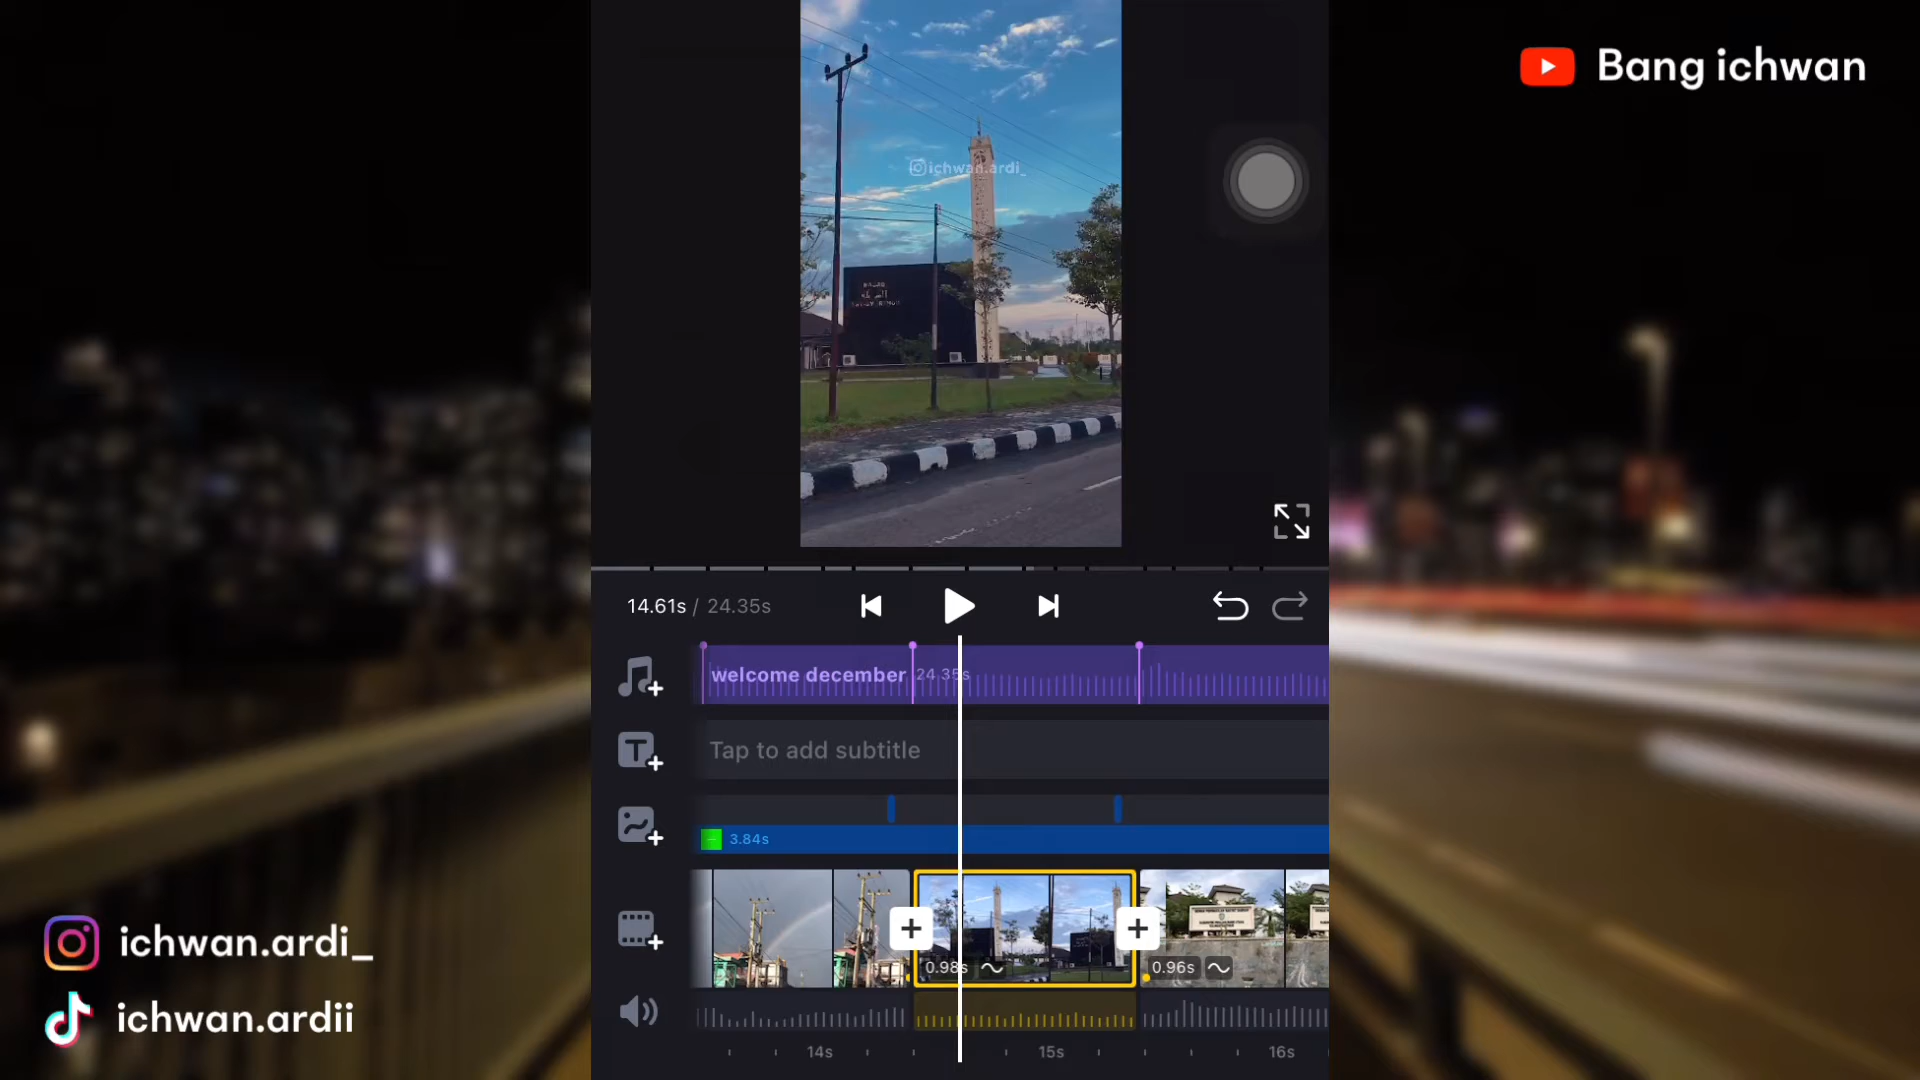 Bang ichwan
ichwan.ardi_
14.61s / 24.35s
welcome december 24.35s
Tap to add subtitle
3.84s
0.98s
0.96s
14s
15s
16s
ichwan.ardi_
ichwan.ardii